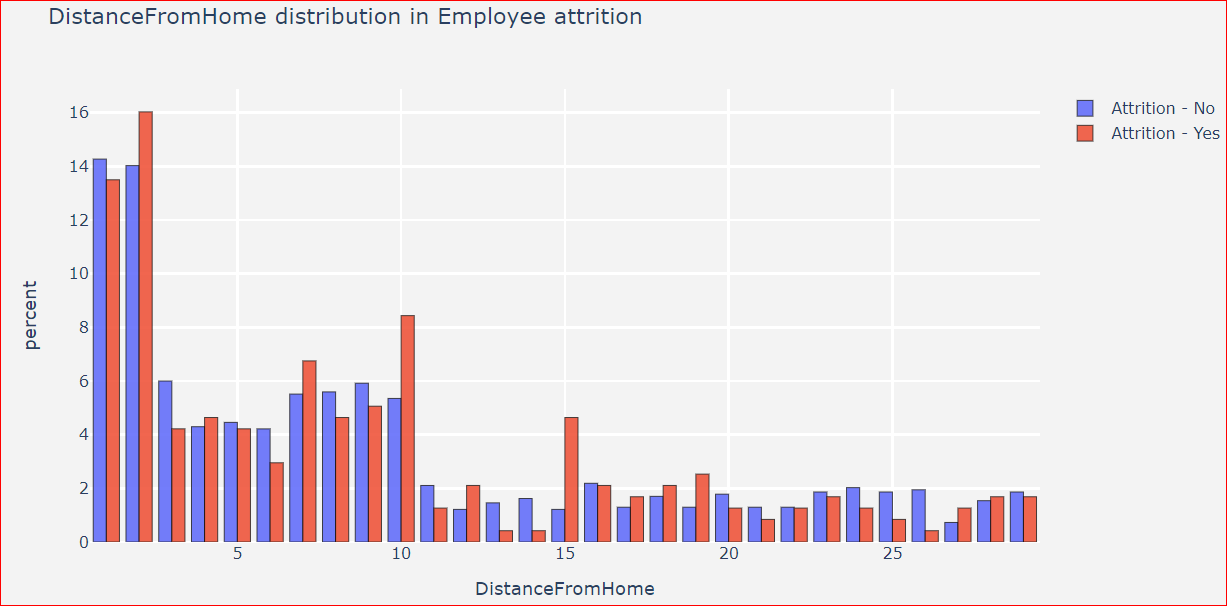 DistanceFromHome distribution in Employee attrition
Attrition - No
Attrition - Yes
16
14
12
10
8
6
4
2
0
percent
5 10 15 20 25
DistanceFromHome